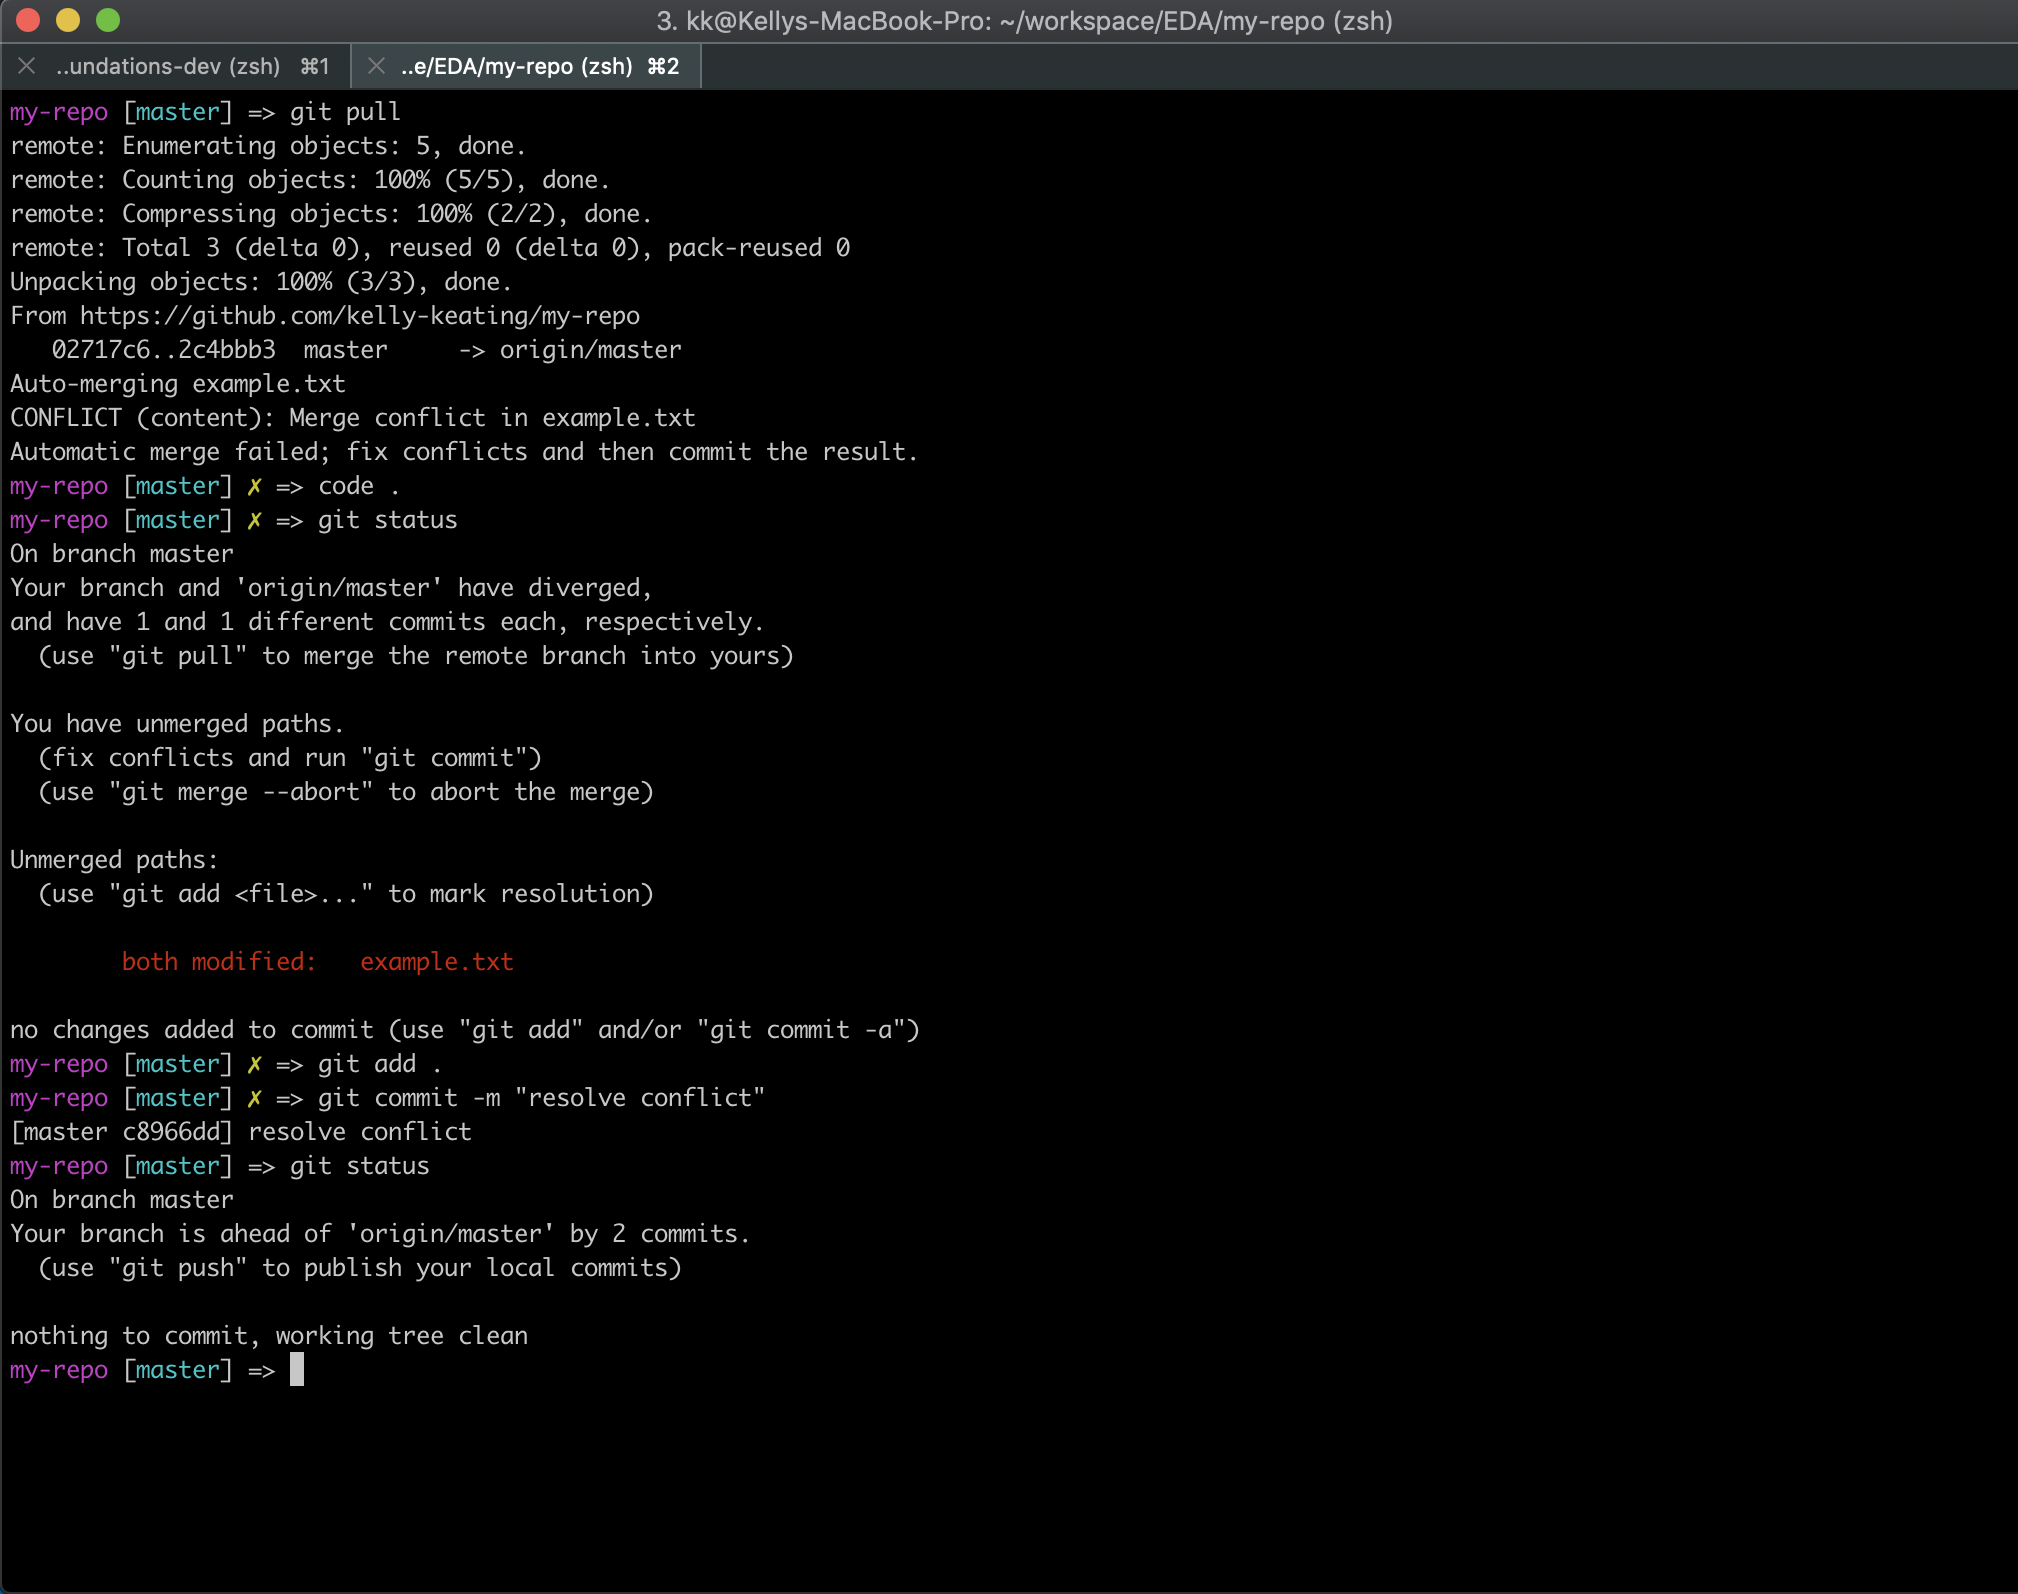 3. kk@Kellys-MacBook-Pro: ~/workspace/EDA/my-repo (zsh)
..undations-dev (zsh) ⌘1 ..e/EDA/my-repo (zsh) ⌘2
my-repo [master] => git pull
remote: Enumerating objects: 5, done.
remote: Counting objects: 100% (5/5), done.
remote: Compressing objects: 100% (2/2), done.
remote: Total 3 (delta 0), reused 0 (delta 0), pack-reused 0
Unpacking objects: 100% (3/3), done.
From https://github.com/kelly-keating/my-repo
   02717c6..2c4bbb3  master     -> origin/master
Auto-merging example.txt
CONFLICT (content): Merge conflict in example.txt
Automatic merge failed; fix conflicts and then commit the result.
my-repo [master] ✗ => code .
my-repo [master] ✗ => git status
On branch master
Your branch and 'origin/master' have diverged,
and have 1 and 1 different commits each, respectively.
  (use "git pull" to merge the remote branch into yours)
You have unmerged paths.
  (fix conflicts and run "git commit")
  (use "git merge --abort" to abort the merge)
Unmerged paths:
  (use "git add <file>..." to mark resolution)
        both modified:   example.txt
no changes added to commit (use "git add" and/or "git commit -a")
my-repo [master] ✗ => git add .
my-repo [master] ✗ => git commit -m "resolve conflict"
[master c8966dd] resolve conflict
my-repo [master] => git status
On branch master
Your branch is ahead of 'origin/master' by 2 commits.
  (use "git push" to publish your local commits)
nothing to commit, working tree clean
my-repo [master] =>